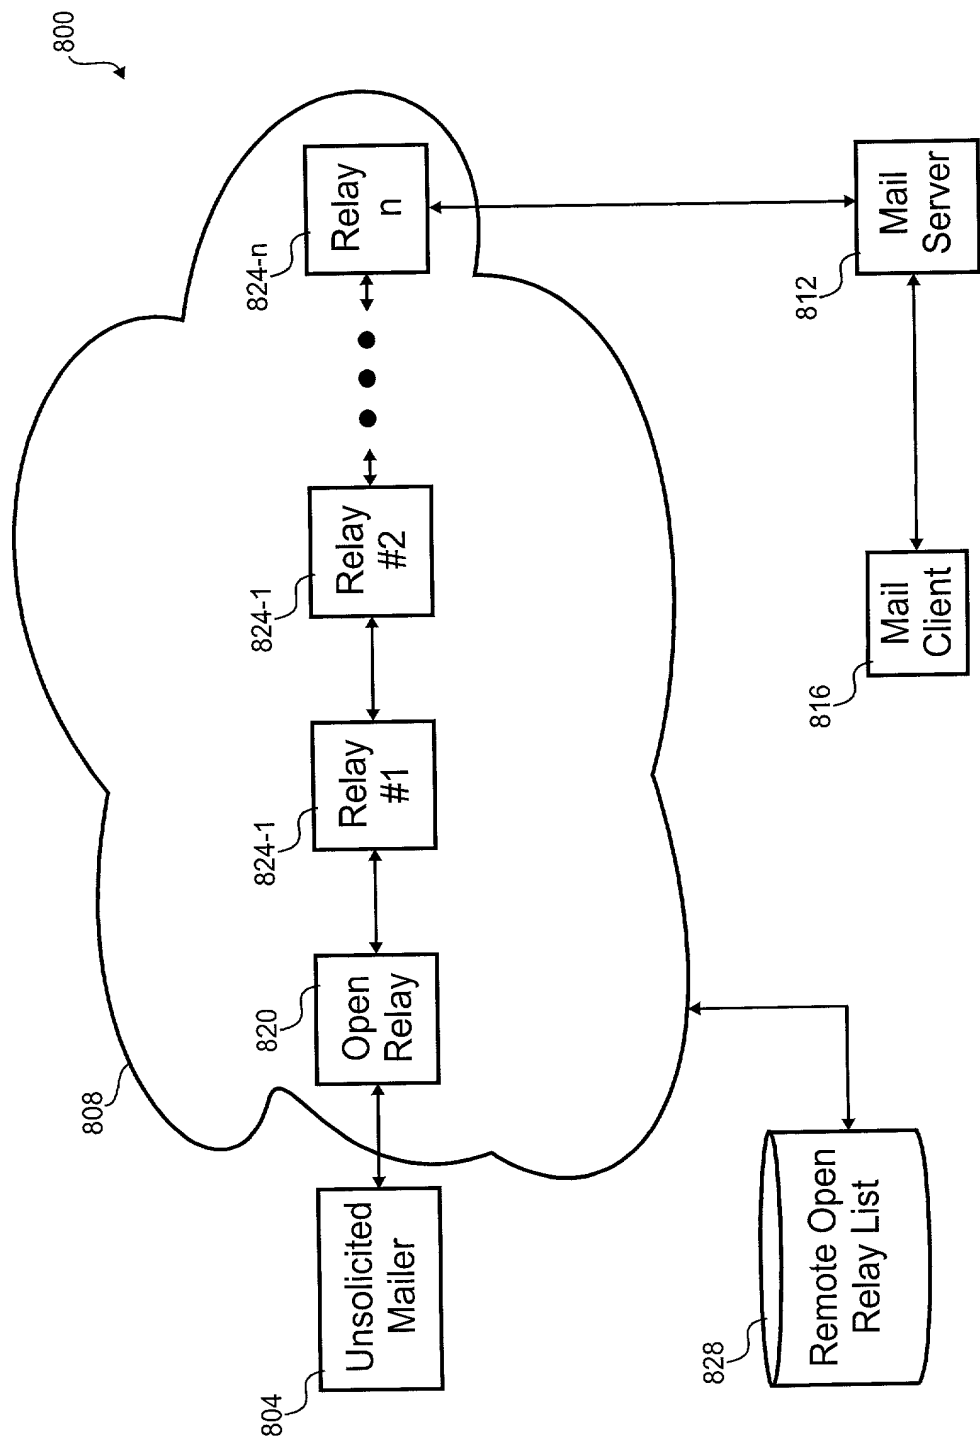 800
808
804
Unsolicited
Mailer
820
Open
Relay
824-1
Relay
#1
824-1
Relay
#2
824-n
Relay
n
828
Remote Open
Relay List
816
Mail
Client
812
Mail
Server